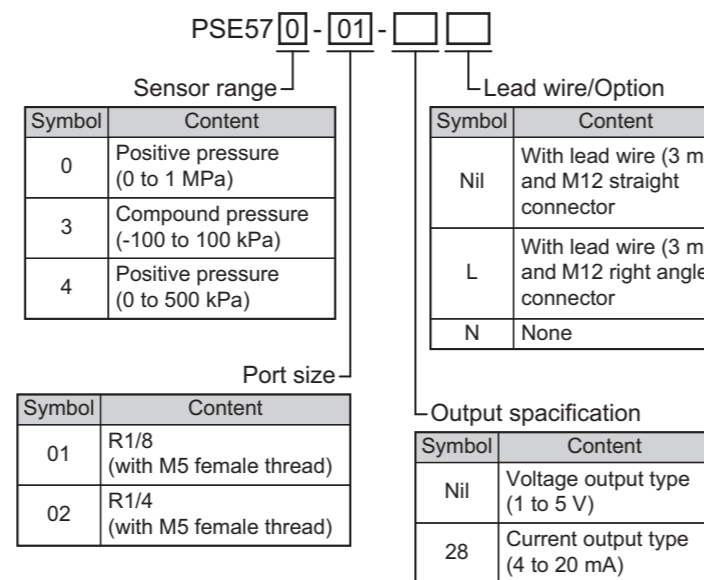 PSE57 0 - 01 -
Sensor range
Symbol Content
0 Positive pressure
(0 to 1 MPa)
3 Compound pressure
(-100 to 100 kPa)
4 Positive pressure
(0 to 500 kPa)
Lead wire/Option
Symbol Content
Nil With lead wire (3 m
and M12 straight
connector
L With lead wire (3 m
and M12 right angle
connector
N None
Port size
Symbol Content
01 R1/8
(with M5 female thread)
02 R1/4
(with M5 female thread)
Output spacification
Symbol Content
Nil Voltage output type
(1 to 5 V)
28 Current output type
(4 to 20 mA)